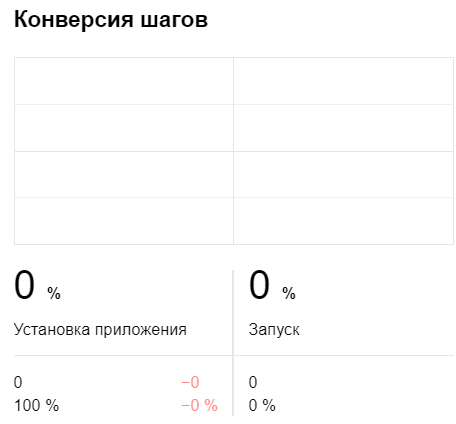 Конверсия шагов
0 % 0 %
Установка приложения Запуск
0 −0 0
100 % −0 % 0 %